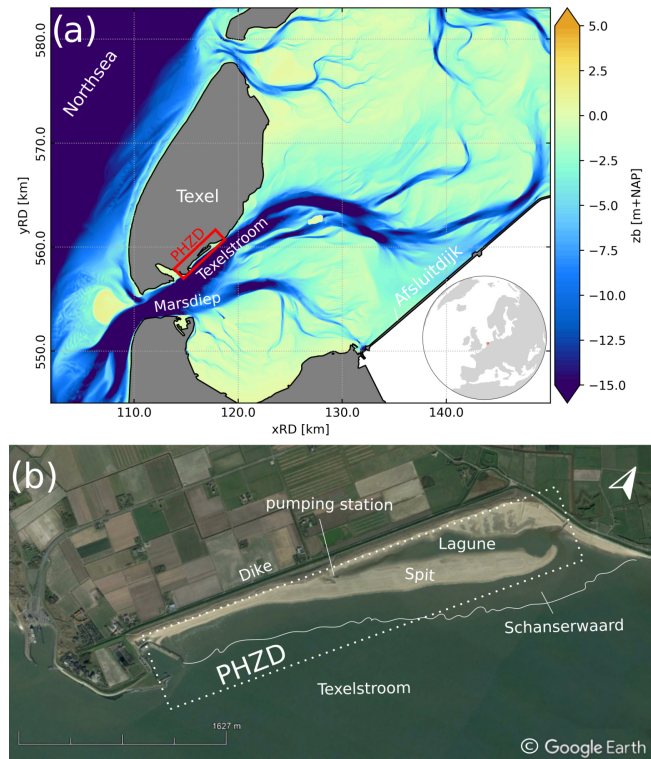 (a)
Northsea
Texel
PHZD
Texelstroom
Marsdiep
Afsluitdijk
580.0
570.0
560.0
550.0
yRD [km]
110.0
120.0
130.0
140.0
xRD [km]
5.0
2.5
0.0
−2.5
−5.0
−7.5
−10.0
−12.5
−15.0
zb [m+NAP]
(b)
pumping station
Lagune
Dike
Spit
Schanserwaard
PHZD
Texelstroom
1627 m
© Google Earth